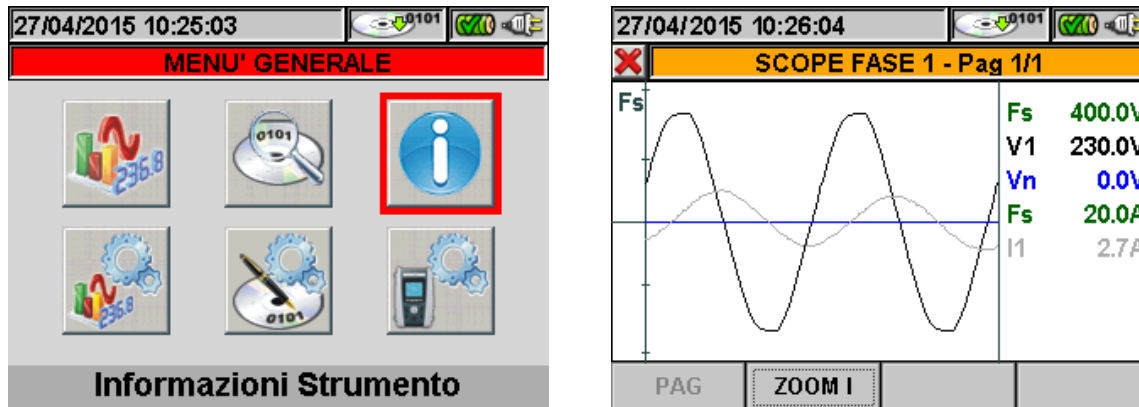 27/04/2015 10:25:03
0101
MENU' GENERALE
236.8
0101
236.8
0101
Informazioni Strumento
27/04/2015 10:26:04
0101
SCOPE FASE 1 - Pag 1/1
Fs
Fs 400.0V
V1 230.0V
Vn 0.0V
Fs 20.0A
I1 2.7A
PAG ZOOM I